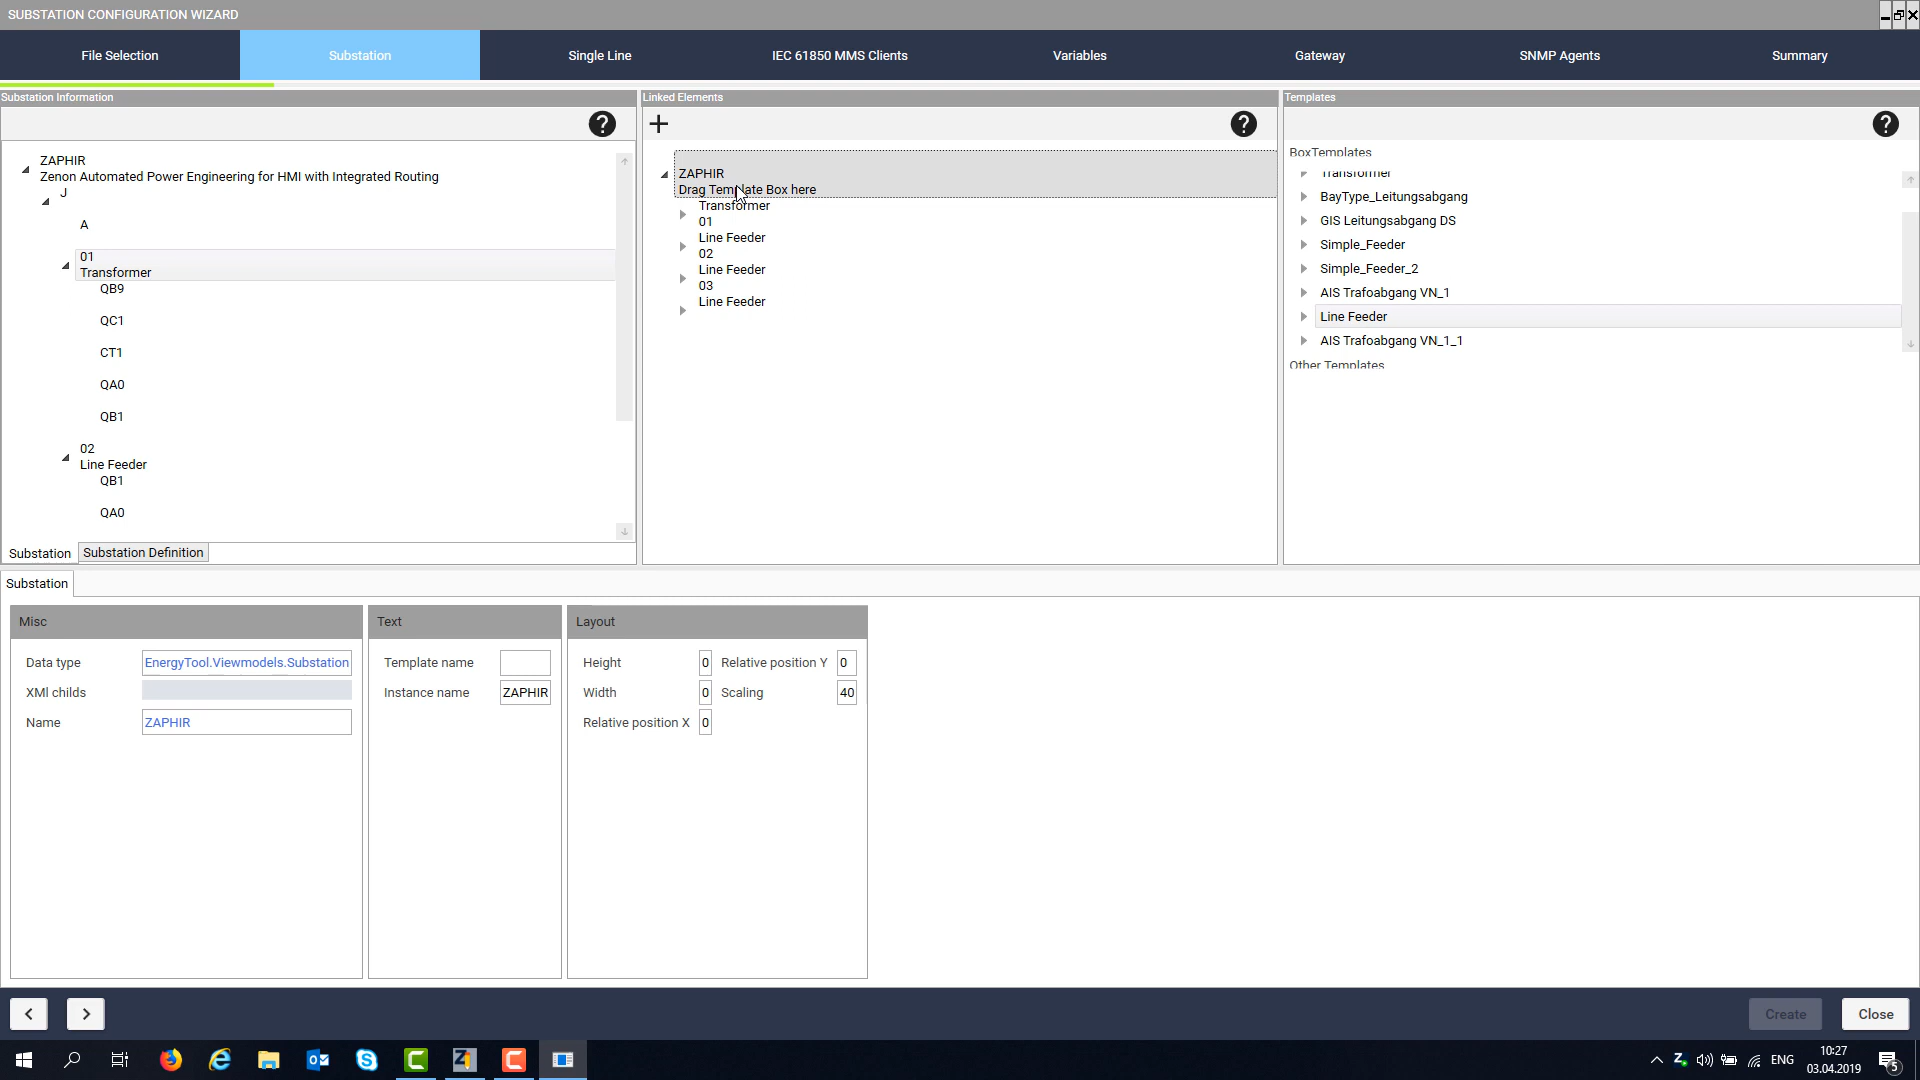 SUBSTATION CONFIGURATION WIZARD
File Selection
Substation
Single Line
IEC 61850 MMS Clients
Variables
Gateway
SNMP Agents
Summary
Substation Information
Linked Elements
Templates
?
+
?
?
ZAPHIR
Zenon Automated Power Engineering for HMI with Integrated Routing
J
A
01
Transformer
QB9
QC1
CT1
QA0
QB1
02
Line Feeder
QB1
QA0
Substation
Substation Definition
ZAPHIR
Drag Template Box here
Transformer
01
Line Feeder
02
Line Feeder
03
Line Feeder
BoxTemplates
Transformer
BayType_Leitungsabgang
GIS Leitungsabgang DS
Simple_Feeder
Simple_Feeder_2
AIS Trafoabgang VN_1
Line Feeder
AIS Trafoabgang VN_1_1
Other Templates
Substation
Misc
Data type EnergyTool.Viewmodels.Substation
XMl childs
Name ZAPHIR
Text
Template name
Instance name ZAPHIR
Layout
Height 0 Relative position Y 0
Width 0 Scaling 40
Relative position X 0
Create
Close
ENG
10:27
03.04.2019
5